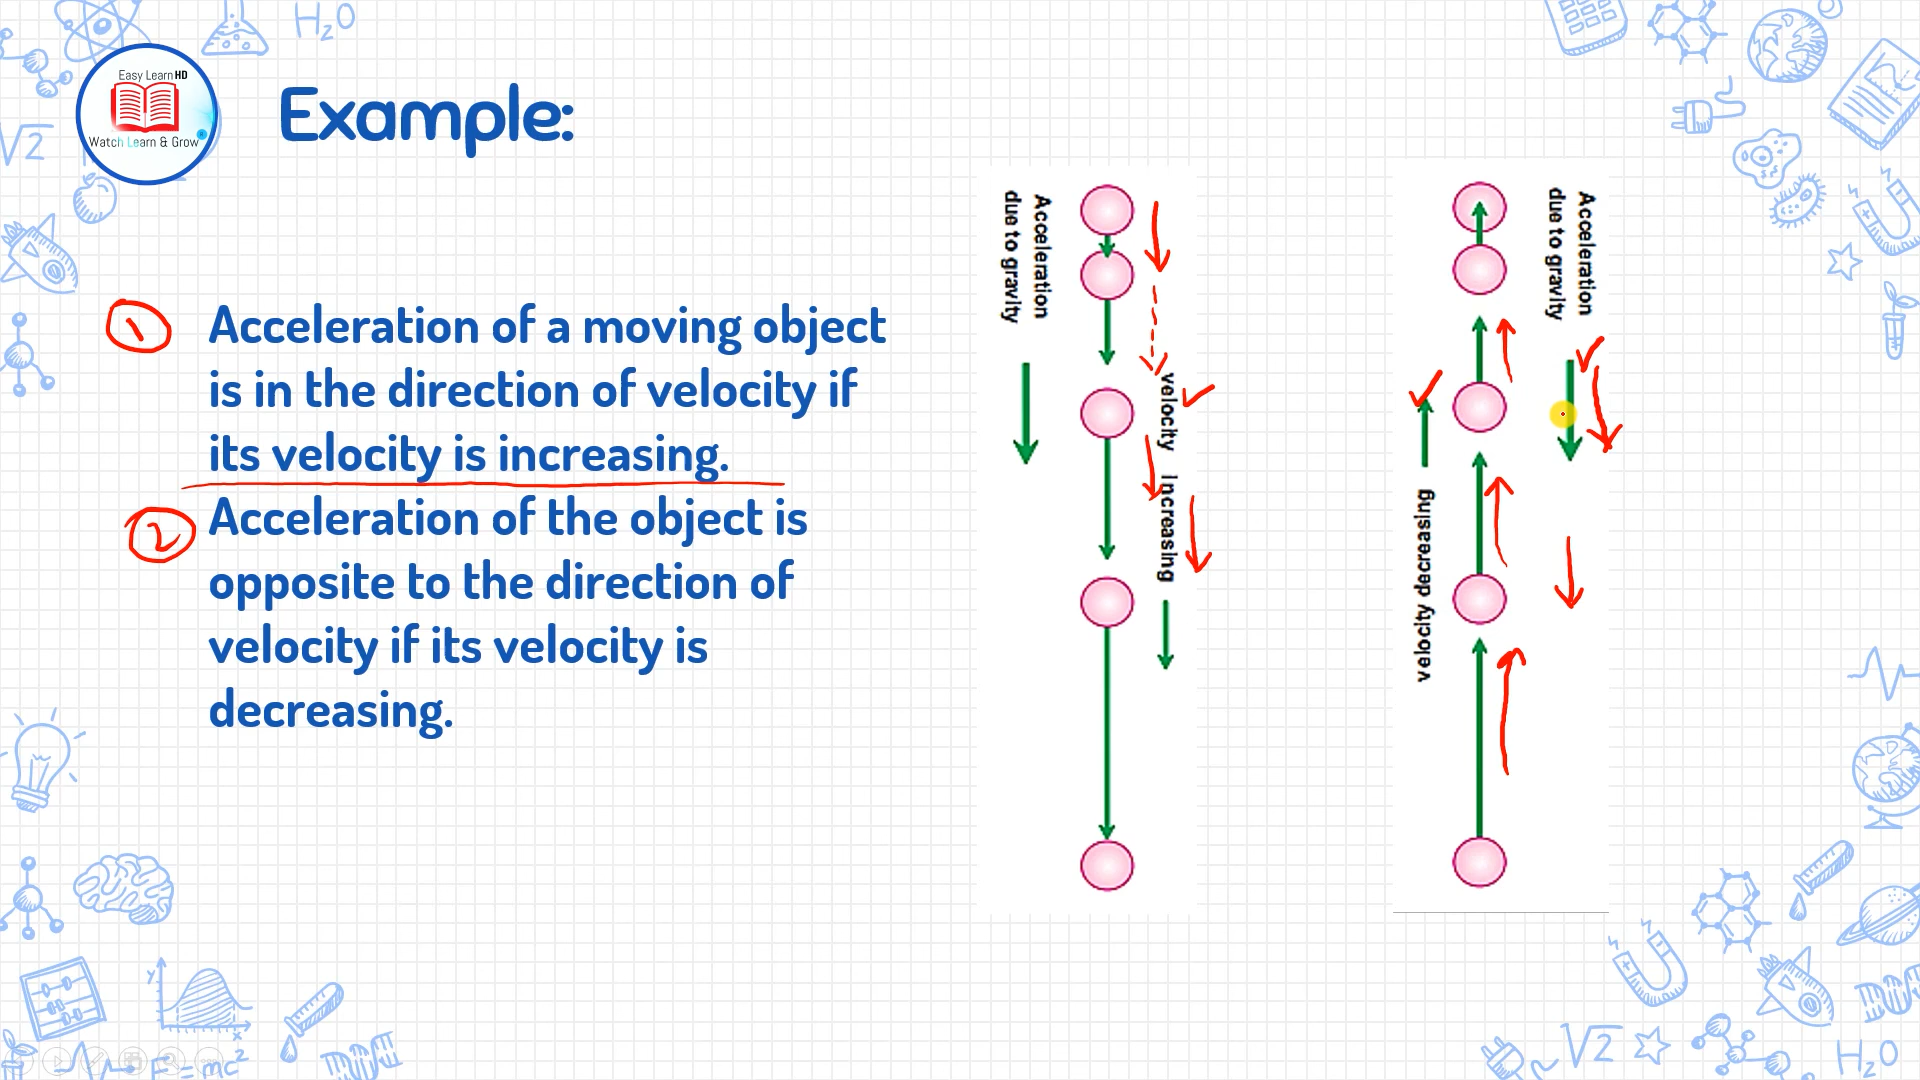 H₂O
Easy Learn HD
Watch Learn & Grow
√2
Example:
1
Acceleration of a moving object
is in the direction of velocity if
its velocity is increasing.
2
Acceleration of the object is
opposite to the direction of
velocity if its velocity is
decreasing.
Acceleration
due to gravity
velocity increasing
velocity decreasing
Acceleration
due to gravity
y
x
F=mc²
√2
H₂O